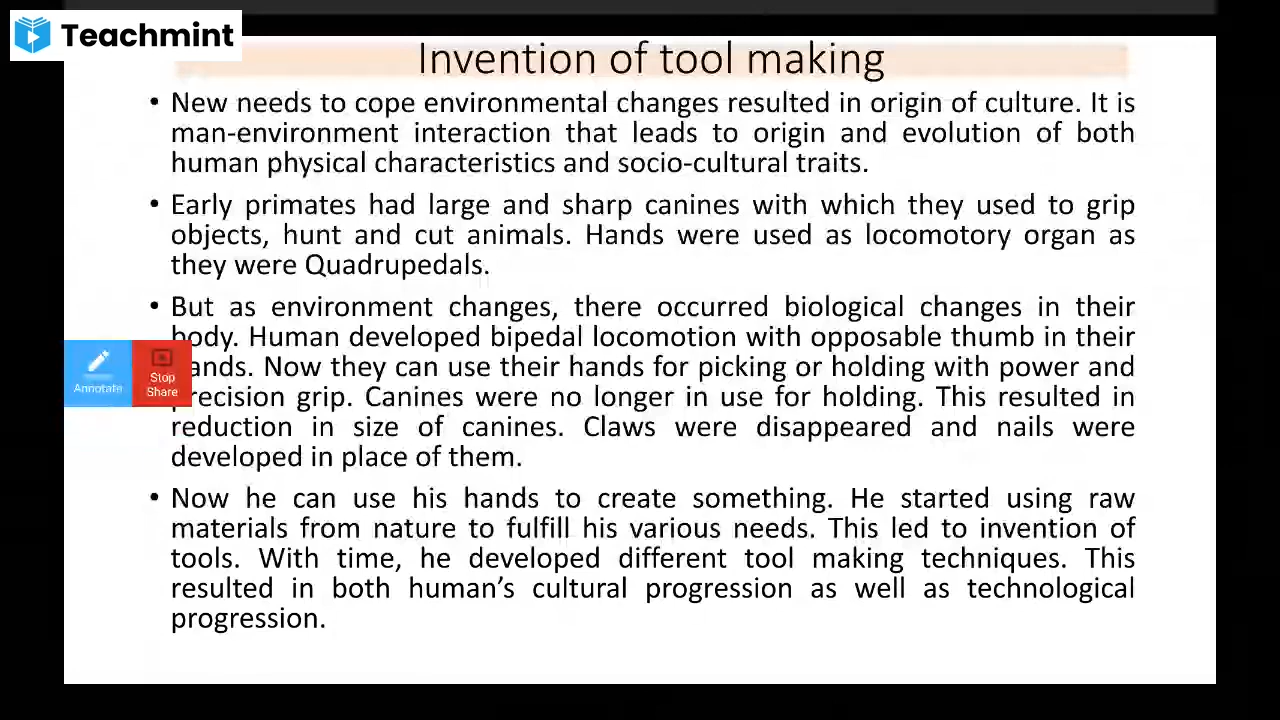 Teachmint
Invention of tool making
• New needs to cope environmental changes resulted in origin of culture. It is
man-environment interaction that leads to origin and evolution of both
human physical characteristics and socio-cultural traits.
• Early primates had large and sharp canines with which they used to grip
objects, hunt and cut animals. Hands were used as locomotory organ as
they were Quadrupedals.
• But as environment changes, there occurred biological changes in their
body. Human developed bipedal locomotion with opposable thumb in their
hands. Now they can use their hands for picking or holding with power and
precision grip. Canines were no longer in use for holding. This resulted in
reduction in size of canines. Claws were disappeared and nails were
developed in place of them.
• Now he can use his hands to create something. He started using raw
materials from nature to fulfill his various needs. This led to invention of
tools. With time, he developed different tool making techniques. This
resulted in both human's cultural progression as well as technological
progression.
Annotate
Stop
Share